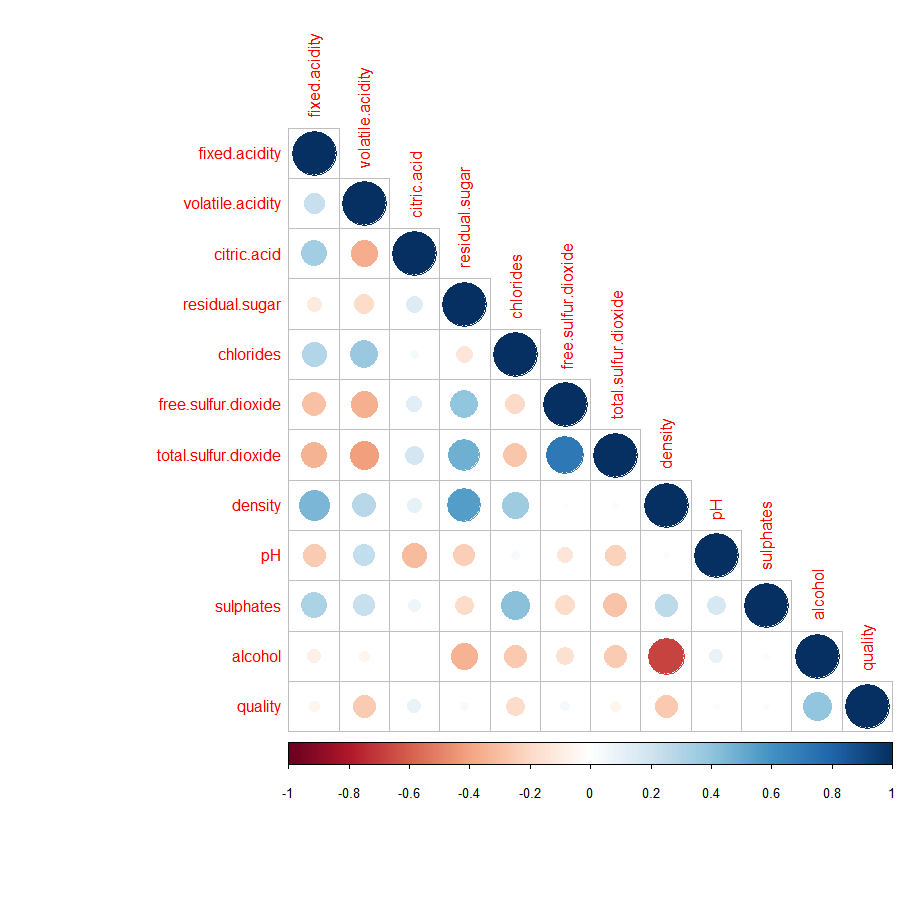 fixed.acidity
volatile.acidity
citric.acid
residual.sugar
chlorides
free.sulfur.dioxide
total.sulfur.dioxide
density
pH
sulphates
alcohol
quality
fixed.acidity
volatile.acidity
citric.acid
residual.sugar
chlorides
free.sulfur.dioxide
total.sulfur.dioxide
density
pH
sulphates
alcohol
quality
-1 -0.8 -0.6 -0.4 -0.2 0 0.2 0.4 0.6 0.8 1